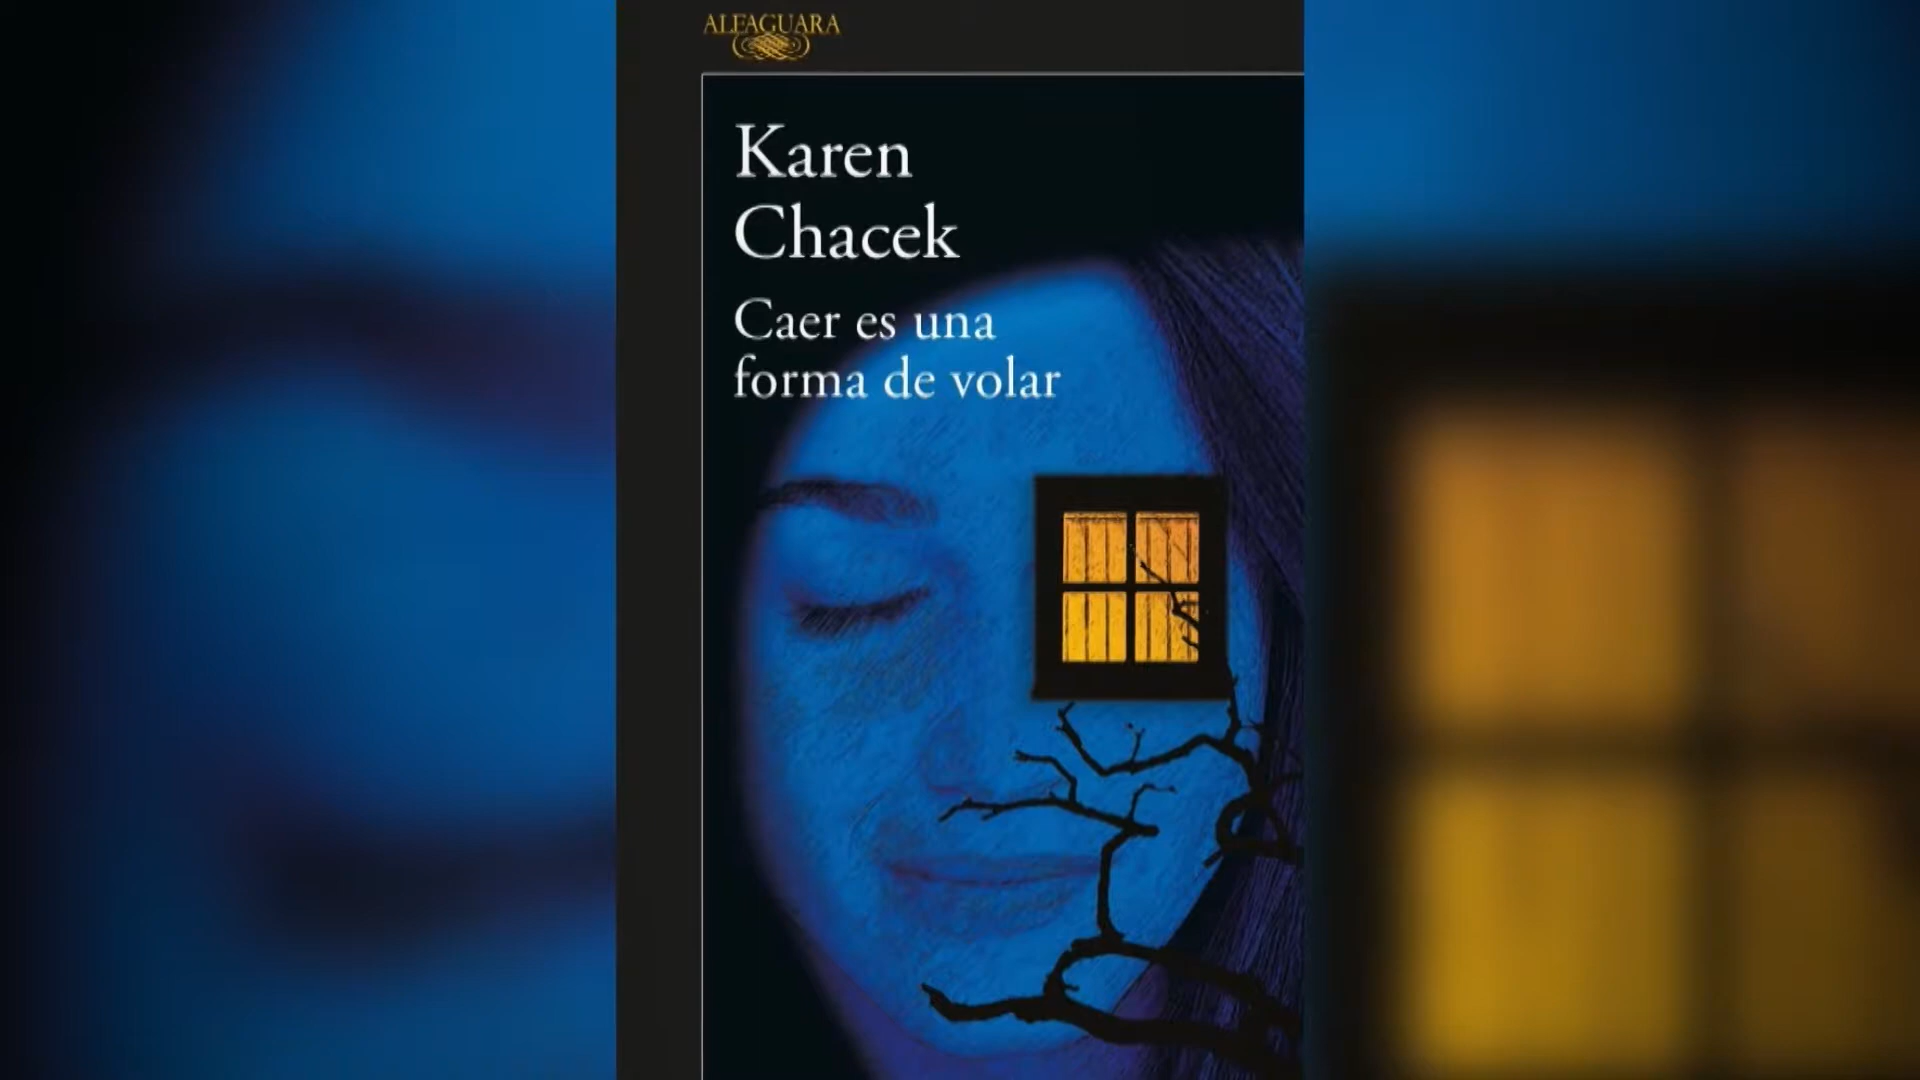 ALFAGUARA
Karen
Chacek
Caer es una
forma de volar